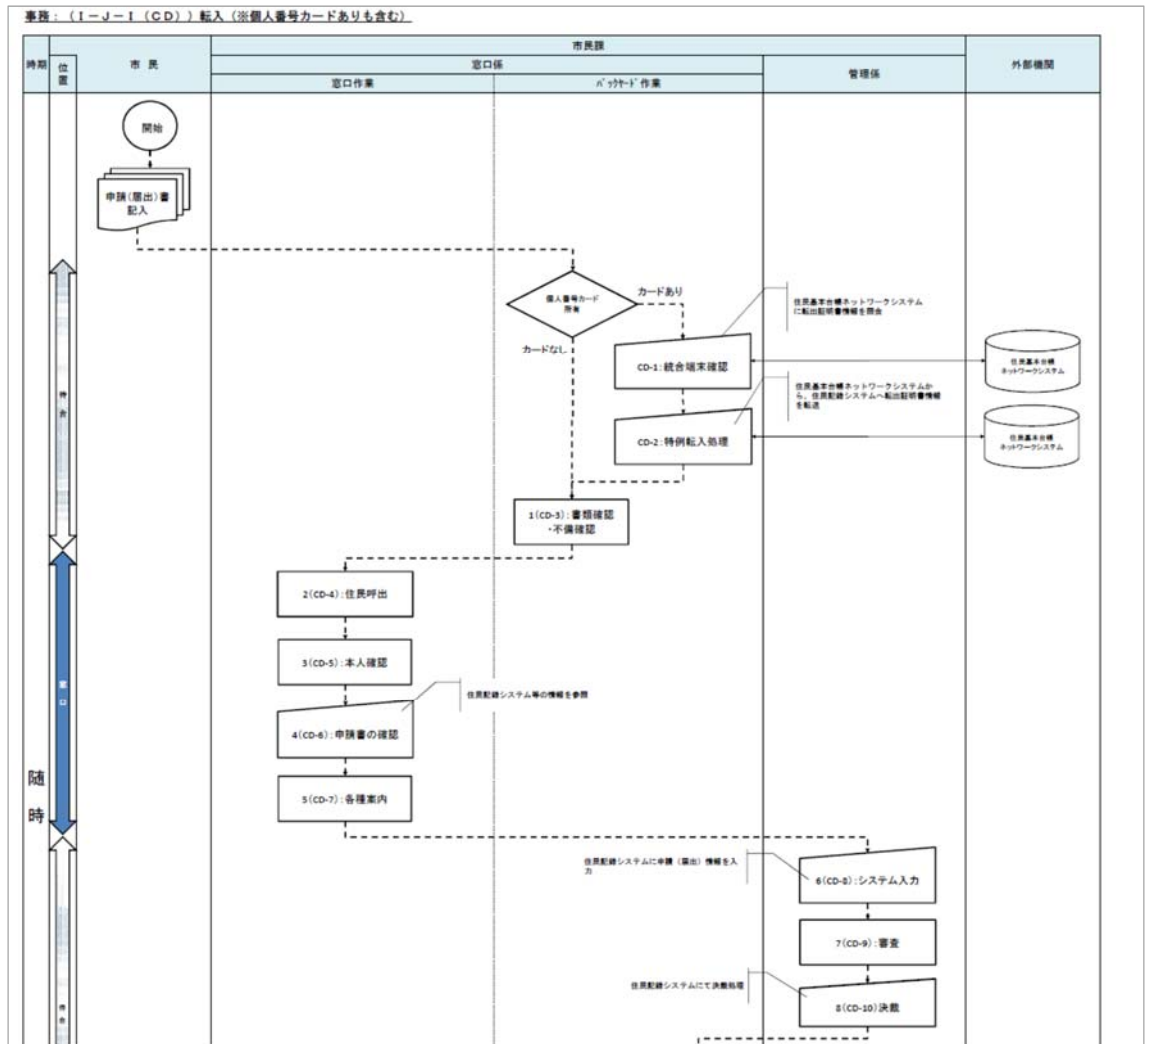 事務：（Ⅰ－Ｊ－Ⅰ（ＣＤ））転入（※個人番号カードありも含む）
時期
位置
市 民
市民課
窓口係
窓口作業
ﾊﾞｯｸﾔｰﾄﾞ作業
管理係
外部機関
開始
申請（届出）書
記入
個人番号カード
所有
カードあり
カードなし
住民基本台帳ネットワークシステム
に転出証明書情報を照会
CD-1：統合端末確認
住民基本台帳
ネットワークシステム
住民基本台帳ネットワークシステムか
ら、住民記録システムへ転出証明書情報
を転送
CD-2：特例転入処理
住民基本台帳
ネットワークシステム
待合
1(CD-3)：書類確認
・不備確認
2(CD-4)：住民呼出
3(CD-5)：本人確認
住民記録システム等の情報を参照
4(CD-6)：申請書の確認
窓口
5(CD-7)：各種案内
随時
住民記録システムに申請（届出）情報を入
力
6(CD-8)：システム入力
7(CD-9)：審査
住民記録システムにて決裁処理
8(CD-10)決裁
待合